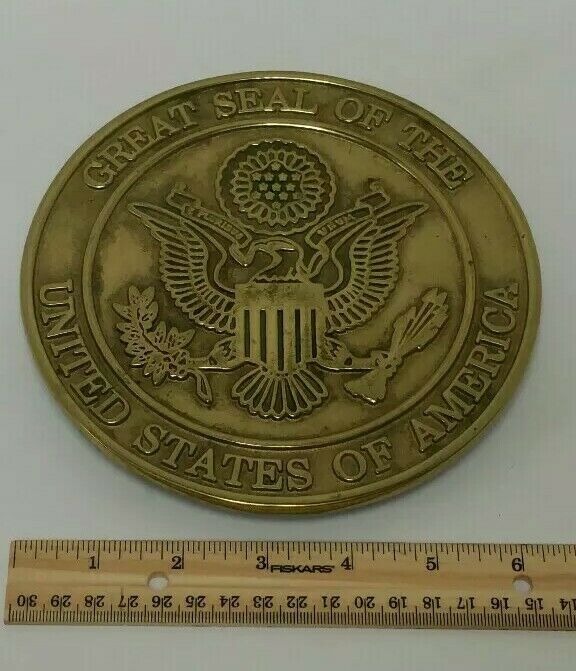 GREAT SEAL OF THE
UNITED STATES OF AMERICA
1 2 3 4 5 6
FISKARS
30 29 28 27 26 25 24 23 22 21 20 19 18 17 16 15 14